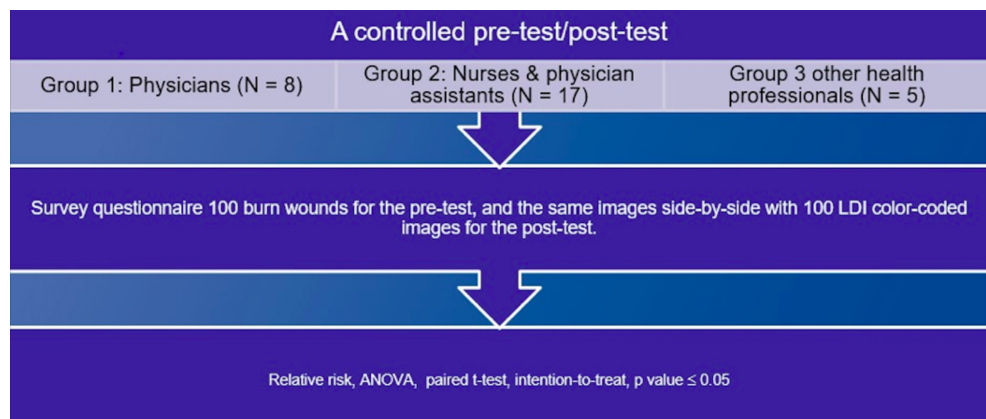 A controlled pre-test/post-test
Group 1: Physicians (N = 8)
Group 2: Nurses & physician
assistants (N = 17)
Group 3 other health
professionals (N = 5)
Survey questionnaire 100 burn wounds for the pre-test, and the same images side-by-side with 100 LDI color-coded
images for the post-test.
Relative risk, ANOVA, paired t-test, intention-to-treat, p value ≤ 0.05